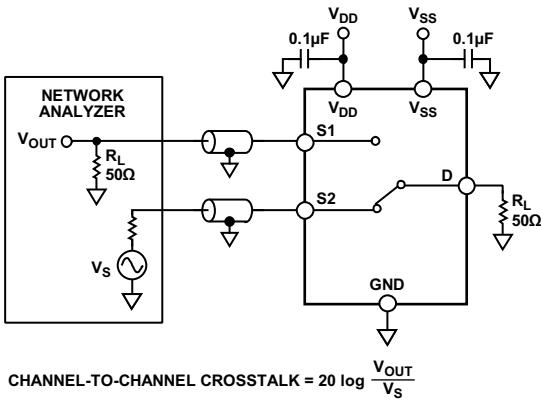 V_DD
V_SS
0.1µF
0.1µF
NETWORK
ANALYZER
V_DD
V_SS
V_OUT
S1
R_L
50Ω
S2
D
R_L
50Ω
V_S
GND
CHANNEL-TO-CHANNEL CROSSTALK = 20 log V_OUT / V_S